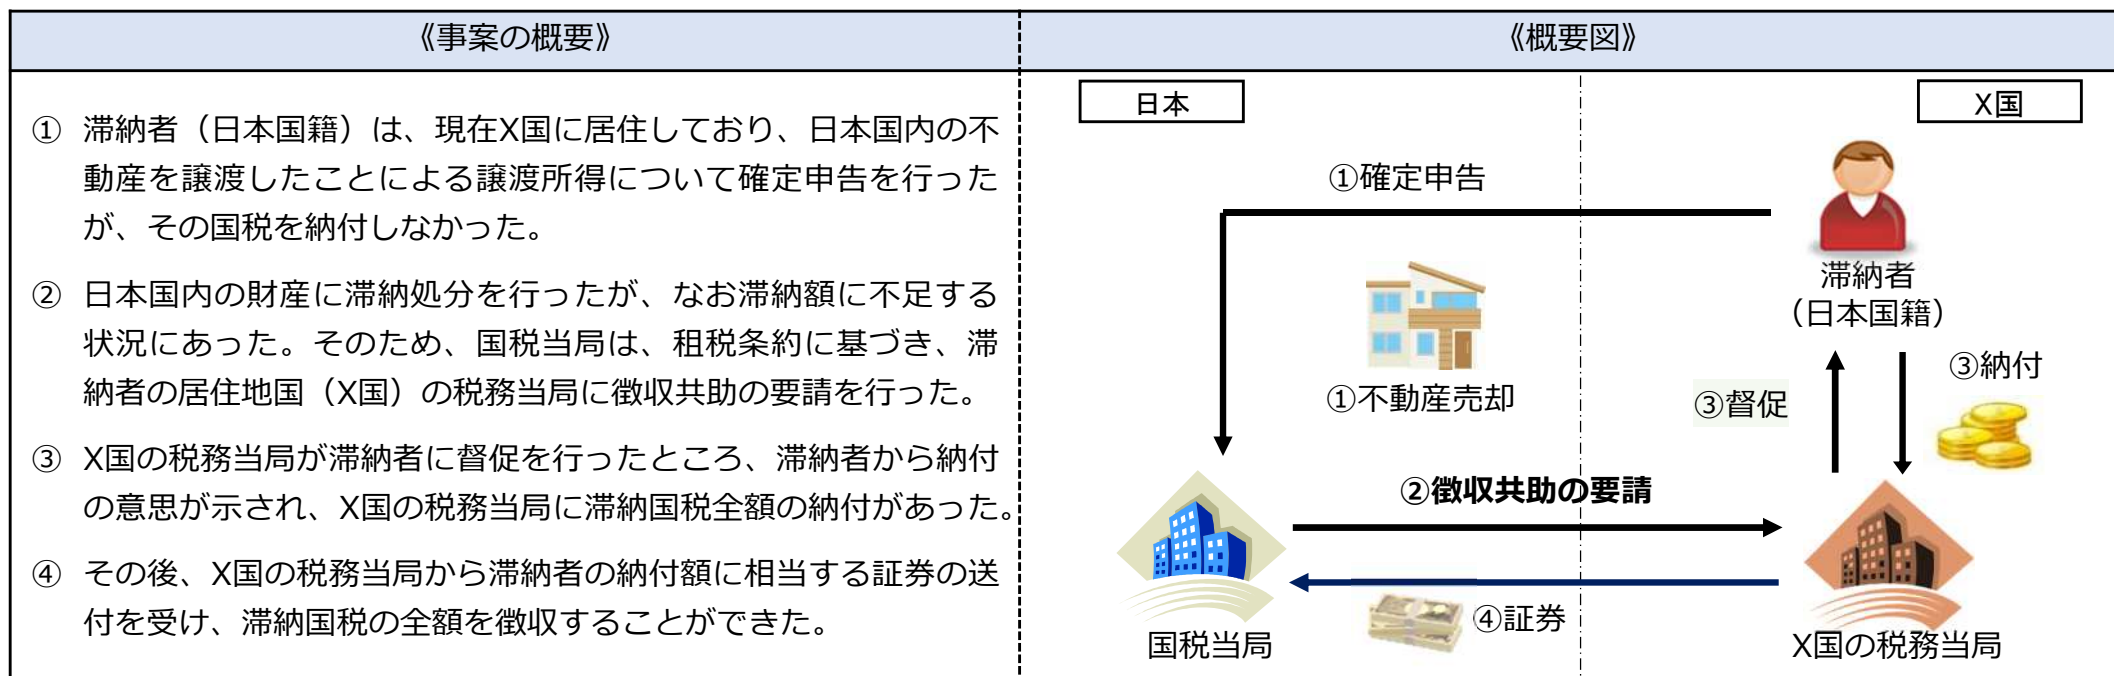 《事案の概要》
① 滞納者（日本国籍）は、現在X国に居住しており、日本国内の不
動産を譲渡したことによる譲渡所得について確定申告を行った
が、その国税を納付しなかった。
② 日本国内の財産に滞納処分を行ったが、なお滞納額に不足する
状況にあった。そのため、国税当局は、租税条約に基づき、滞
納者の居住地国（X国）の税務当局に徴収共助の要請を行った。
③ X国の税務当局が滞納者に督促を行ったところ、滞納者から納付
の意思が示され、X国の税務当局に滞納国税全額の納付があった。
④ その後、X国の税務当局から滞納者の納付額に相当する証券の送
付を受け、滞納国税の全額を徴収することができた。
《概要図》
日本
X国
①確定申告
滞納者
（日本国籍）
①不動産売却
③督促
③納付
②徴収共助の要請
④証券
国税当局
X国の税務当局